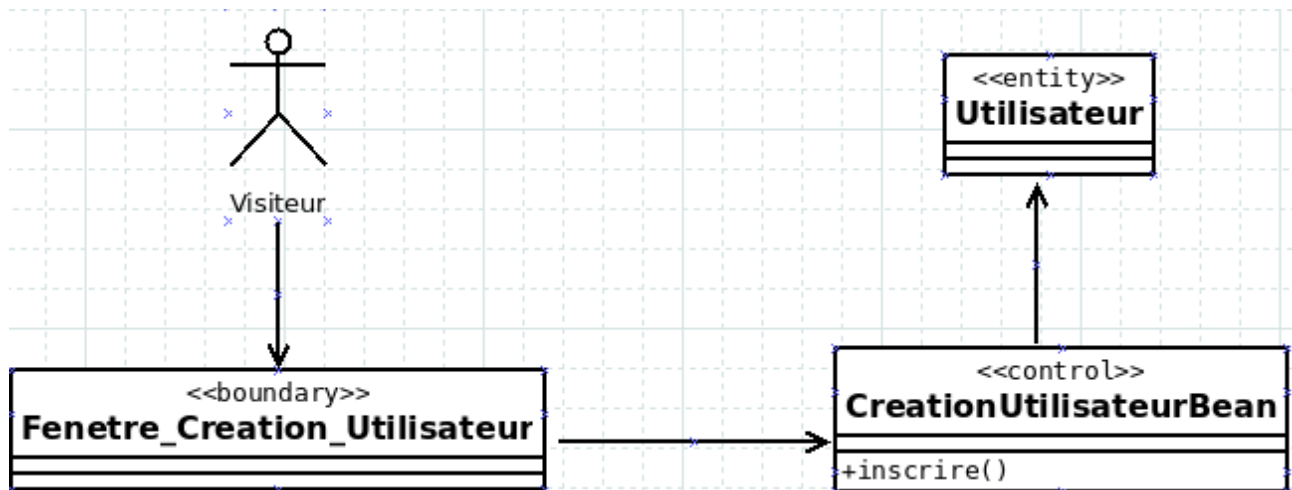 <<entity>>
Utilisateur
Visiteur
<<boundary>>
Fenetre_Creation_Utilisateur
<<control>>
CreationUtilisateurBean
+inscrire()